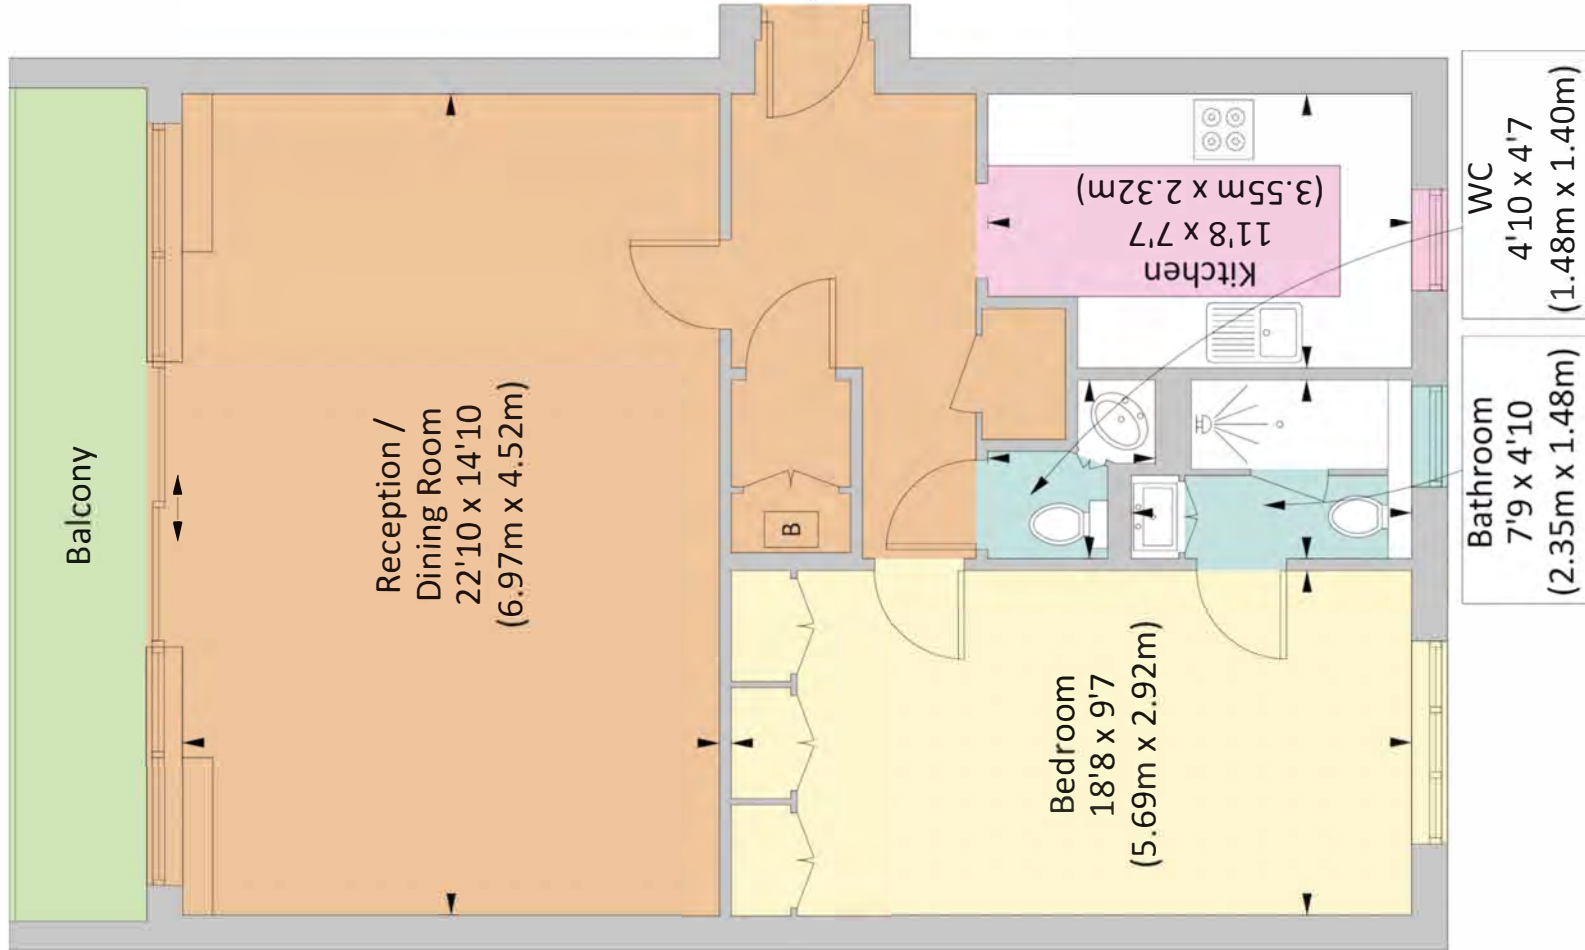 Balcony
Reception /
Dining Room
22'10 x 14'10
(6.97m x 4.52m)
B
Kitchen
11'8 x 7'7
(3.55m x 2.32m)
Bedroom
18'8 x 9'7
(5.69m x 2.92m)
Bathroom
7'9 x 4'10
(2.35m x 1.48m)
WC
4'10 x 4'7
(1.48m x 1.40m)